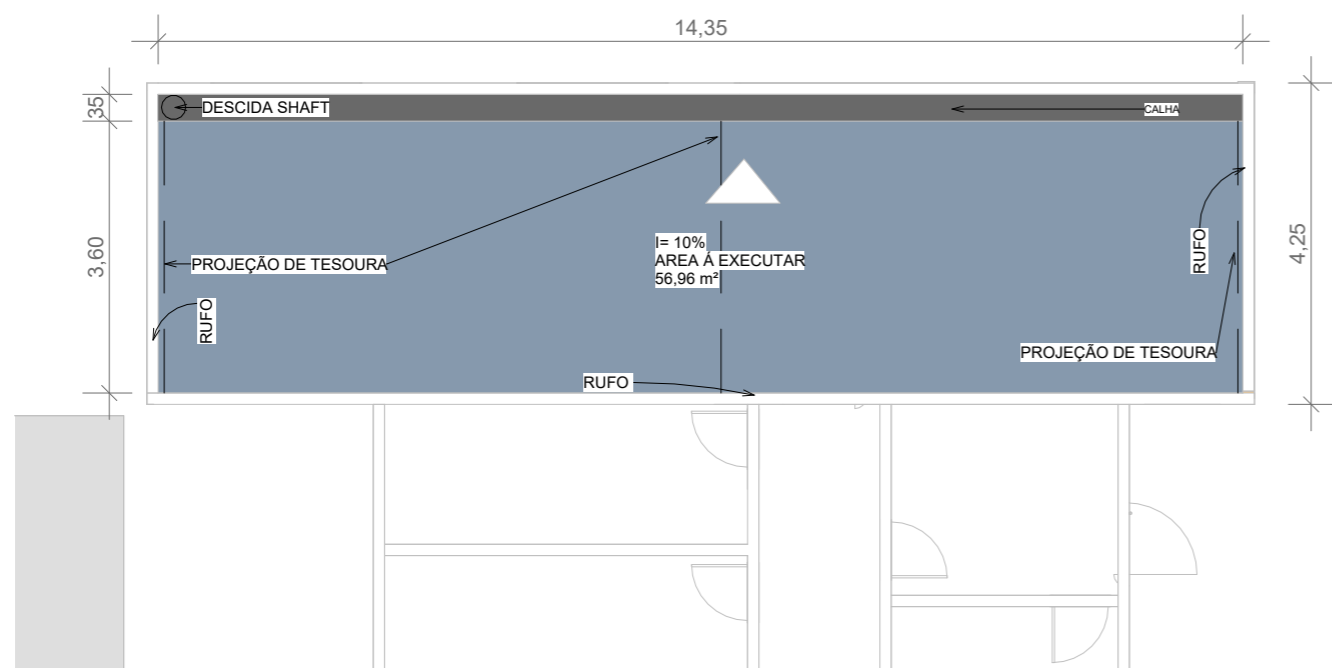 14,35
35
DESCIDA SHAFT
CALHA
3,60
4,25
PROJEÇÃO DE TESOURA
I= 10%
AREA Á EXECUTAR
56,96 m²
RUFO
RUFO
PROJEÇÃO DE TESOURA
RUFO